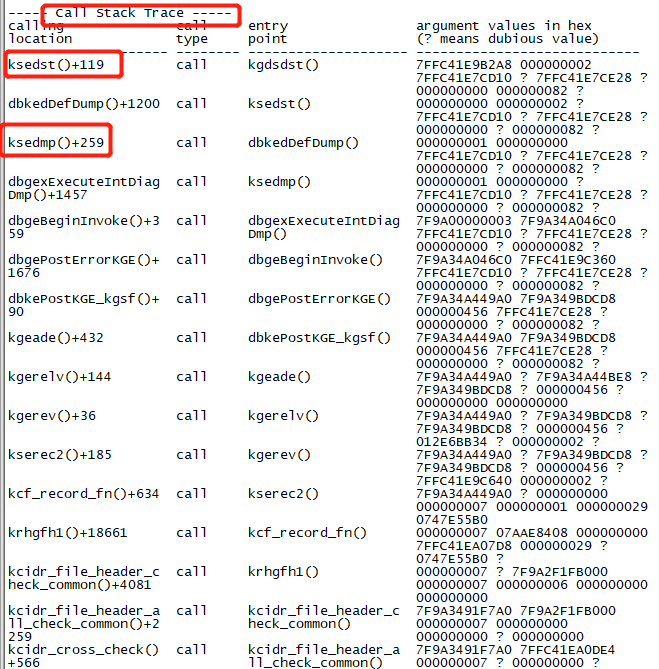 ----- Call Stack Trace -----
calling              call     entry                argument values in hex
location             type     point                (? means dubious value)
-------------------- -------- -------------------- ----------------------------
ksedst()+119         call     kgdsdst()            7FFC41E9B2A8 000000002
                                                   7FFC41E7CD10 ? 7FFC41E7CE28 ?
                                                   000000000 000000082 ?
dbkedDefDump()+1200  call     ksedst()             000000000 000000002 ?
                                                   7FFC41E7CD10 ? 7FFC41E7CE28 ?
                                                   000000000 ? 000000082 ?
ksedmp()+259         call     dbkedDefDump()       000000001 000000000
                                                   7FFC41E7CD10 ? 7FFC41E7CE28 ?
                                                   000000000 ? 000000082 ?
dbgexExecuteIntDiag  call     ksedmp()             000000001 000000000 ?
Dmp()+1457                                         7FFC41E7CD10 ? 7FFC41E7CE28 ?
                                                   000000000 ? 000000082 ?
dbgeBeginInvoke()+3  call     dbgexExecuteIntDiag  7F9A00000003 7F9A34A046C0
59                            Dmp()                7FFC41E7CD10 ? 7FFC41E7CE28 ?
                                                   000000000 ? 000000082 ?
dbgePostErrorKGE()+  call     dbgeBeginInvoke()    7F9A34A046C0 7FFC41E9C360
1676                                               7FFC41E7CD10 ? 7FFC41E7CE28 ?
                                                   000000000 ? 000000082 ?
dbkePostKGE_kgsf()+  call     dbgePostErrorKGE()   7F9A34A449A0 7F9A349BDCD8
90                                                 000000456 7FFC41E7CE28 ?
                                                   000000000 ? 000000082 ?
kgeade()+432         call     dbkePostKGE_kgsf()   7F9A34A449A0 7F9A349BDCD8
                                                   000000456 7FFC41E7CE28 ?
                                                   000000000 ? 000000082 ?
kgerelv()+144        call     kgeade()             7F9A34A449A0 ? 7F9A34A44BE8 ?
                                                   7F9A349BDCD8 ? 000000456 ?
                                                   000000000 000000000
kgerev()+36          call     kgerelv()            7F9A34A449A0 ? 7F9A349BDCD8 ?
                                                   7F9A349BDCD8 ? 000000456 ?
                                                   012E6BB34 ? 000000002 ?
kserec2()+185        call     kgerev()             7F9A34A449A0 ? 7F9A349BDCD8 ?
                                                   7F9A349BDCD8 ? 000000456 ?
                                                   7FFC41E9C640 000000002 ?
kcf_record_fn()+634  call     kserec2()            7F9A34A449A0 ? 000000000
                                                   000000007 000000001 000000029
                                                   0747E55B0
krhgfh1()+18661      call     kcf_record_fn()      000000007 07AAE8408 000000000
                                                   7FFC41EA07D8 000000029 ?
                                                   0747E55B0 ?
kcidr_file_header_c  call     krhgfh1()            000000007 ? 7F9A2F1FB000
heck_common()+4081                                 000000007 000000006 000000000
                                                   000000000
kcidr_file_header_a  call     kcidr_file_header_c  7F9A3491F7A0 7F9A2F1FB000
ll_check_common()+2           heck_common()        000000007 000000000 ?
259                                                000000000 ? 000000000 ?
kcidr_cross_check()  call     kcidr_file_header_a  7F9A3491F7A0 7FFC41EA0DE4
+566                          ll_check_common()    000000007 ? 000000000 ?